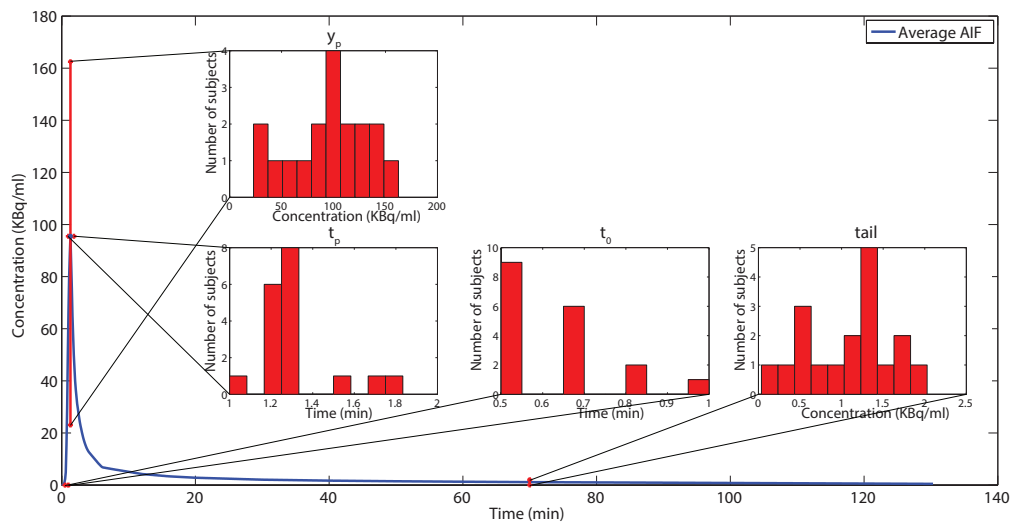 180
160
140
120
100
80
60
40
20
0
Concentration (KBq/ml)
0 20 40 60 80 100 120 140
Time (min)
Average AIF
y_p
4
3
2
1
0
Number of subjects
0 50 100 150 200
Concentration (KBq/ml)
t_p
8
6
4
2
0
Number of subjects
1 1.2 1.4 1.6 1.8 2
Time (min)
t_0
10
8
6
4
2
0
Number of subjects
0.5 0.6 0.7 0.8 0.9 1
Time (min)
tail
5
4
3
2
1
0
Number of subjects
0 0.5 1 1.5 2 2.5
Concentration (KBq/ml)